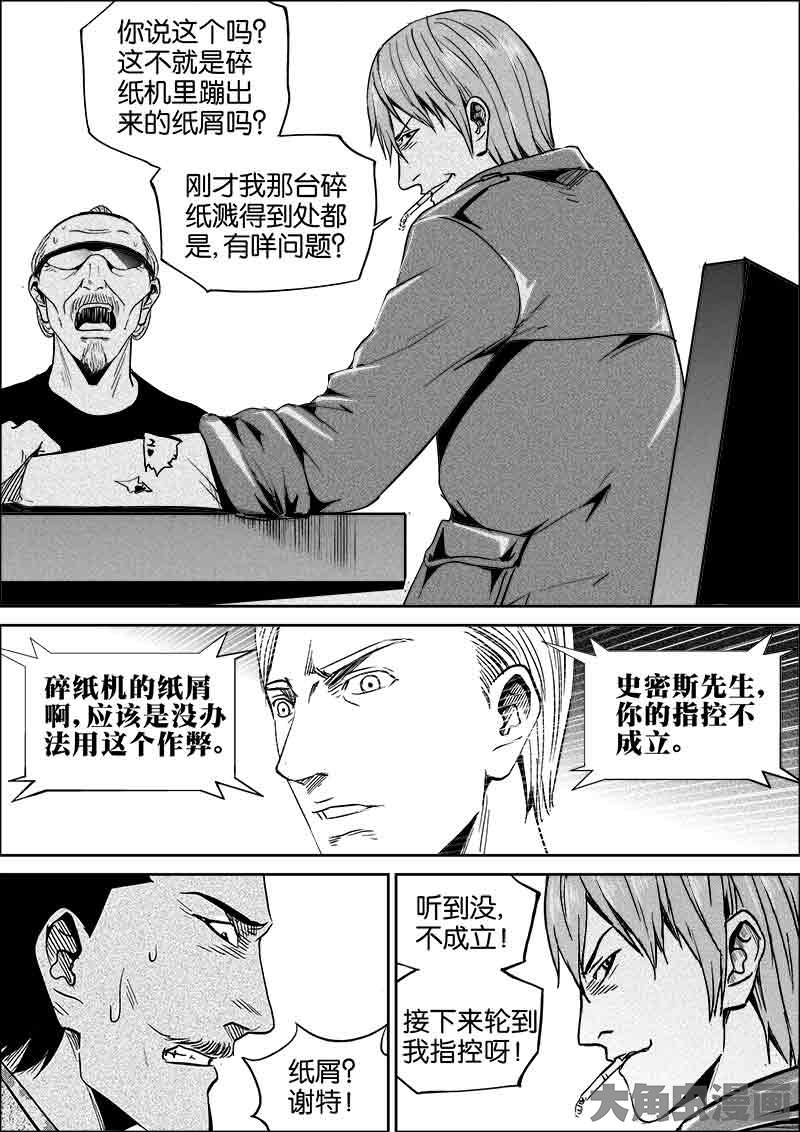 你说这个吗？
这不就是碎
纸机里蹦出
来的纸屑吗？
刚才我那台碎
纸溅得到处都
是，有咩问题？
碎纸机的纸屑
啊，应该是没办
法用这个作弊。
史密斯先生，
你的指控不
成立。
纸屑？
谢特！
听到没，
不成立！
接下来轮到
我指控呀！
大角虫漫画